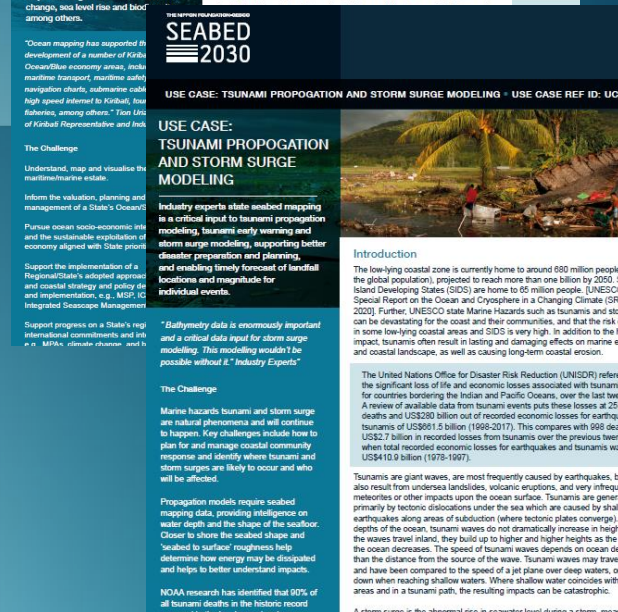 change, sea level rise and biod
among others.
"Ocean mapping has supported th
development of a number of Kiriba
Ocean/Blue economy areas, inclu
maritime transport, maritime safety
navigation charts, submarine cabl
high speed internet to Kiribati, tou
fisheries, among others." Tion Uria
of Kiribati Representative and Ind
The Challenge
Understand, map and visualise the
maritime/marine estate.
Inform the valuation, planning and
management of a State's Ocean/S
Pursue ocean socio-economic inte
and the sustainable exploitation of
economy aligned with State prioriti
Support the implementation of a
Regional/State's adopted approac
and coastal strategy and policy de
and implementation, e.g., MSP, IC
Integrated Seascape Managemen
Support progress on a State's regi
international commitments and inte
e.g., MPAs, climate change, and b
THE NIPPON FOUNDATION-GEBCO
SEABED
2030
USE CASE: TSUNAMI PROPOGATION AND STORM SURGE MODELING • USE CASE REF ID: UC
USE CASE:
TSUNAMI PROPOGATION
AND STORM SURGE
MODELING
Industry experts state seabed mapping
is a critical input to tsunami propagation
modeling, tsunami early warning and
storm surge modeling, supporting better
disaster preparation and planning,
and enabling timely forecast of landfall
locations and magnitude for
individual events.
"Bathymetry data is enormously important
and a critical data input for storm surge
modelling. This modelling wouldn't be
possible without it." Industry Experts"
The Challenge
Marine hazards tsunami and storm surge
are natural phenomena and will continue
to happen. Key challenges include how to
plan for and manage coastal community
response and identify where tsunami and
storm surges are likely to occur and who
will be affected.
Propagation models require seabed
mapping data, providing intelligence on
water depth and the shape of the seafloor.
Closer to shore the seabed shape and
'seabed to surface' roughness help
determine how energy may be dissipated
and helps to better understand impacts.
NOAA research has identified that 90% of
all tsunami deaths in the historic record
Introduction
The low-lying coastal zone is currently home to around 680 million people
the global population), projected to reach more than one billion by 2050. S
Island Developing States (SIDS) are home to 65 million people. [UNESC
Special Report on the Ocean and Cryosphere in a Changing Climate (SR
2020]. Further, UNESCO state Marine Hazards such as tsunamis and sto
can be devastating for the coast and their communities, and that the risk
in some low-lying coastal areas and SIDS is very high. In addition to the h
impact, tsunamis often result in lasting and damaging effects on marine e
and coastal landscape, as well as causing long-term coastal erosion.
The United Nations Office for Disaster Risk Reduction (UNISDR) refere
the significant loss of life and economic losses associated with tsunam
for countries bordering the Indian and Pacific Oceans, over the last twe
A review of available data from tsunami events puts these losses at 25
deaths and US$280 billion out of recorded economic losses for earthqu
tsunamis of US$661.5 billion (1998-2017). This compares with 998 dea
US$2.7 billion in recorded losses from tsunamis over the previous twen
when total recorded economic losses for earthquakes and tsunamis wa
US$410.9 billion (1978-1997).
Tsunamis are giant waves, are most frequently caused by earthquakes, b
also result from undersea landslides, volcanic eruptions, and very infrequ
meteorites or other impacts upon the ocean surface. Tsunamis are gener
primarily by tectonic dislocations under the sea which are caused by shal
earthquakes along areas of subduction (where tectonic plates converge).
depths of the ocean, tsunami waves do not dramatically increase in heigh
the waves travel inland, they build up to higher and higher heights as the
the ocean decreases. The speed of tsunami waves depends on ocean de
than the distance from the source of the wave. Tsunami waves may trave
and have been compared to the speed of a jet plane over deep waters, o
down when reaching shallow waters. Where shallow water coincides with
areas and in a tsunami path, the resulting impacts can be catastrophic.
A storm surge is the abnormal rise in seawater level during a storm, mea